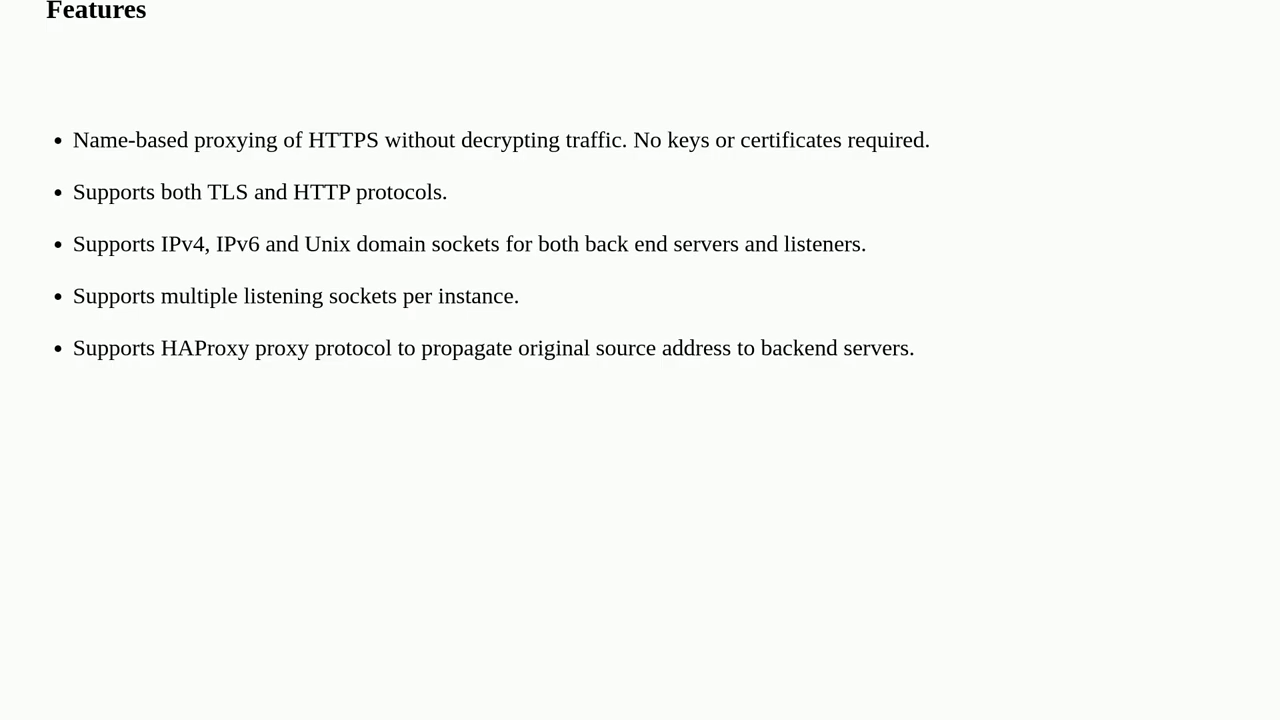 Features
• Name-based proxying of HTTPS without decrypting traffic. No keys or certificates required.
• Supports both TLS and HTTP protocols.
• Supports IPv4, IPv6 and Unix domain sockets for both back end servers and listeners.
• Supports multiple listening sockets per instance.
• Supports HAProxy proxy protocol to propagate original source address to backend servers.